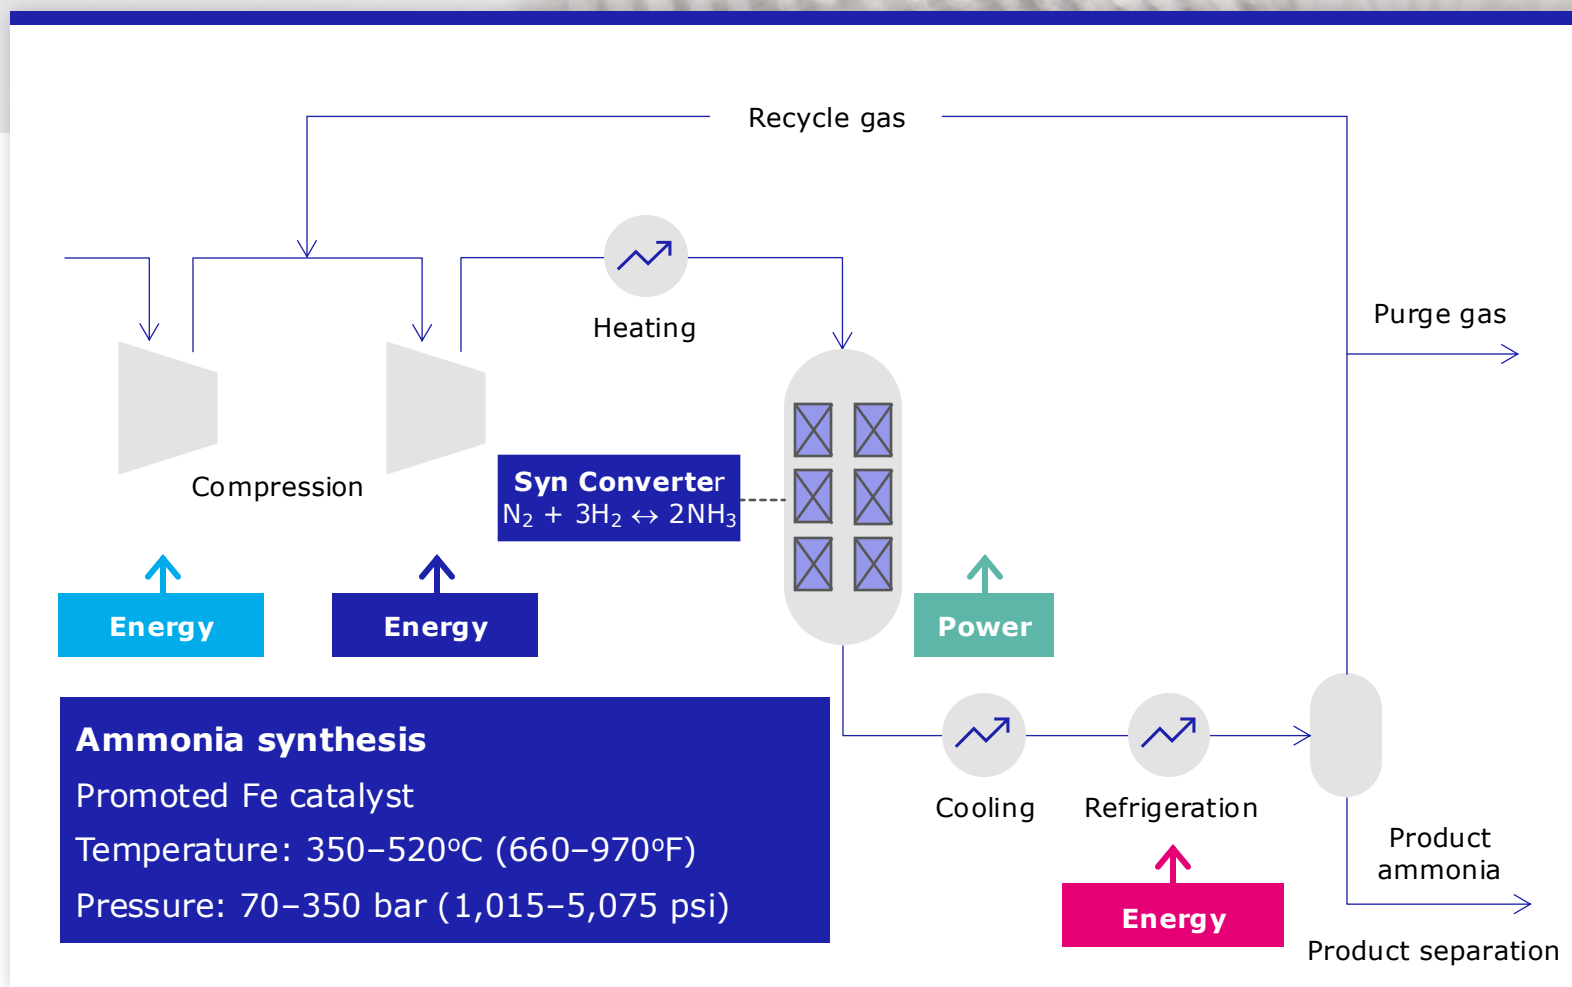 Recycle gas
Heating
Purge gas
Compression
Syn Converter
N₂ + 3H₂ ↔ 2NH₃
Energy
Energy
Power
Ammonia synthesis
Promoted Fe catalyst
Temperature: 350–520ºC (660–970ºF)
Pressure: 70–350 bar (1,015–5,075 psi)
Cooling
Refrigeration
Energy
Product
ammonia
Product separation